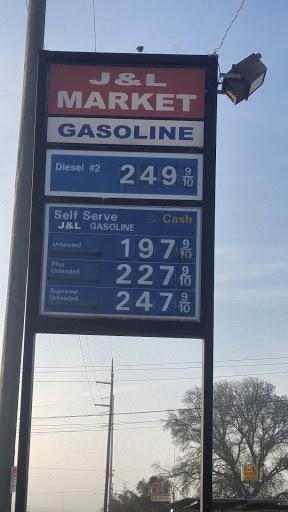 J&L
MARKET
GASOLINE
Diesel #2 249 9/10
Self Serve Cash
J&L GASOLINE
Unleaded 197 9/10
Plus
Unleaded 227 9/10
Supreme
Unleaded 247 9/10